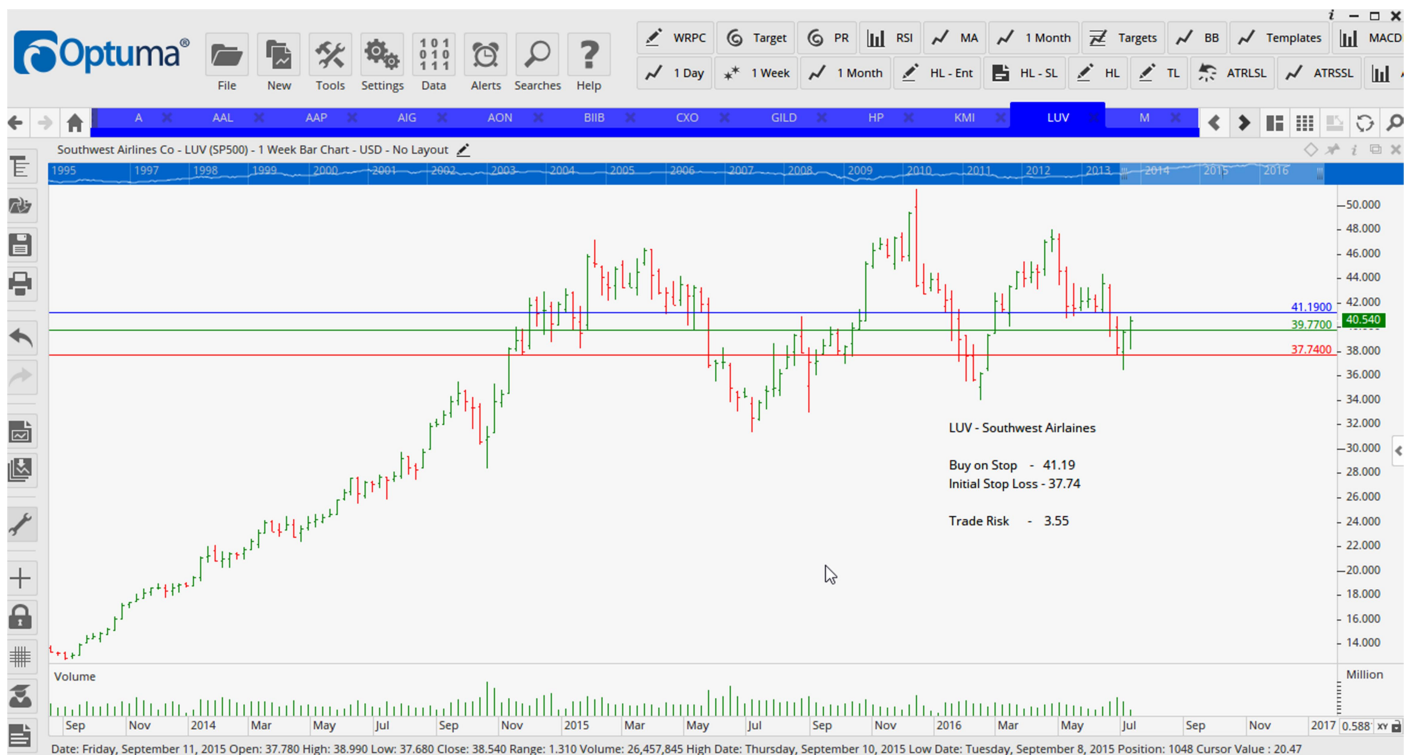 Optuma®
File
New
Tools
Settings
101 010 111
Data
Alerts
Searches
?
Help
WRPC
Target
PR
RSI
MA
1 Month
Targets
BB
Templates
MACD
1 Day
1 Week
1 Month
HL - Ent
HL - SL
HL
TL
ATRLSL
ATRSSL
A
AAL
AAP
AIG
AON
BIIB
CXO
GILD
HP
KMI
LUV
M
Southwest Airlines Co - LUV (SP500) - 1 Week Bar Chart - USD - No Layout
1995 1997 1998 1999 2000 2001 2002 2003 2004 2005 2006 2007 2008 2009 2010 2011 2012 2013 2014 2015 2016
50.000
48.000
46.000
44.000
42.000
41.1900
40.540
39.7700
38.000
37.7400
36.000
34.000
32.000
30.000
28.000
26.000
24.000
22.000
20.000
18.000
16.000
14.000
LUV - Southwest Airlaines
Buy on Stop - 41.19
Initial Stop Loss - 37.74
Trade Risk - 3.55
Volume
Million
Sep Nov 2014 Mar May Jul Sep Nov 2015 Mar May Jul Sep Nov 2016 Mar May Jul Sep Nov 2017 0.588 XY
Date: Friday, September 11, 2015 Open: 37.780 High: 38.990 Low: 37.680 Close: 38.540 Range: 1.310 Volume: 26,457,845 High Date: Thursday, September 10, 2015 Low Date: Tuesday, September 8, 2015 Position: 1048 Cursor Value : 20.47